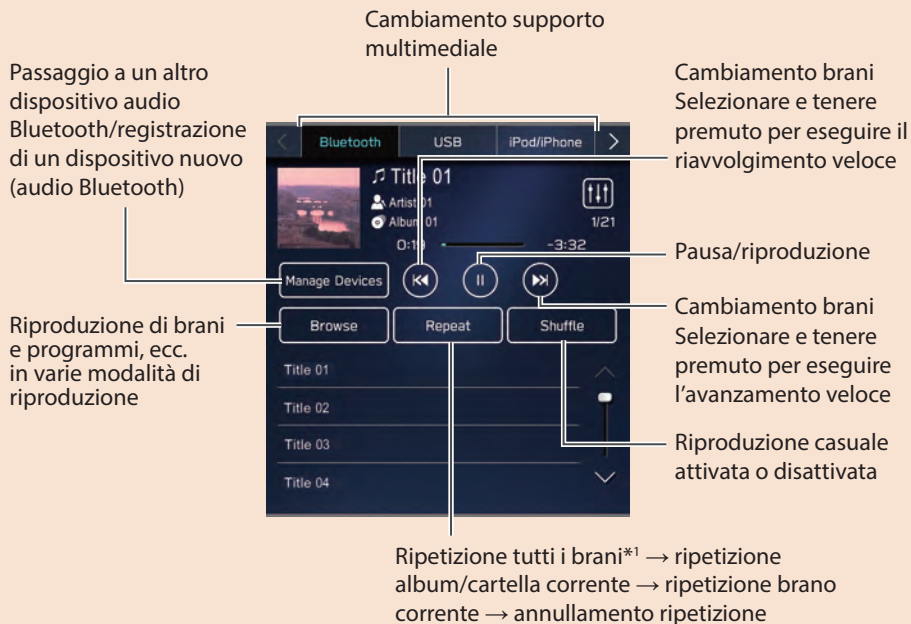 Cambiamento supporto
multimediale
Passaggio a un altro
dispositivo audio
Bluetooth/registrazione
di un dispositivo nuovo
(audio Bluetooth)
Cambiamento brani
Selezionare e tenere
premuto per eseguire il
riavvolgimento veloce
Bluetooth USB iPod/iPhone
Title 01
Artist 01
Album 01
1/21
0:19 -3:32
Manage Devices
Pausa/riproduzione
Browse Repeat Shuffle
Riproduzione di brani
e programmi, ecc.
in varie modalità di
riproduzione
Cambiamento brani
Selezionare e tenere
premuto per eseguire
l’avanzamento veloce
Title 01
Title 02
Title 03
Title 04
Riproduzione casuale
attivata o disattivata
Ripetizione tutti i brani*1 → ripetizione
album/cartella corrente → ripetizione brano
corrente → annullamento ripetizione